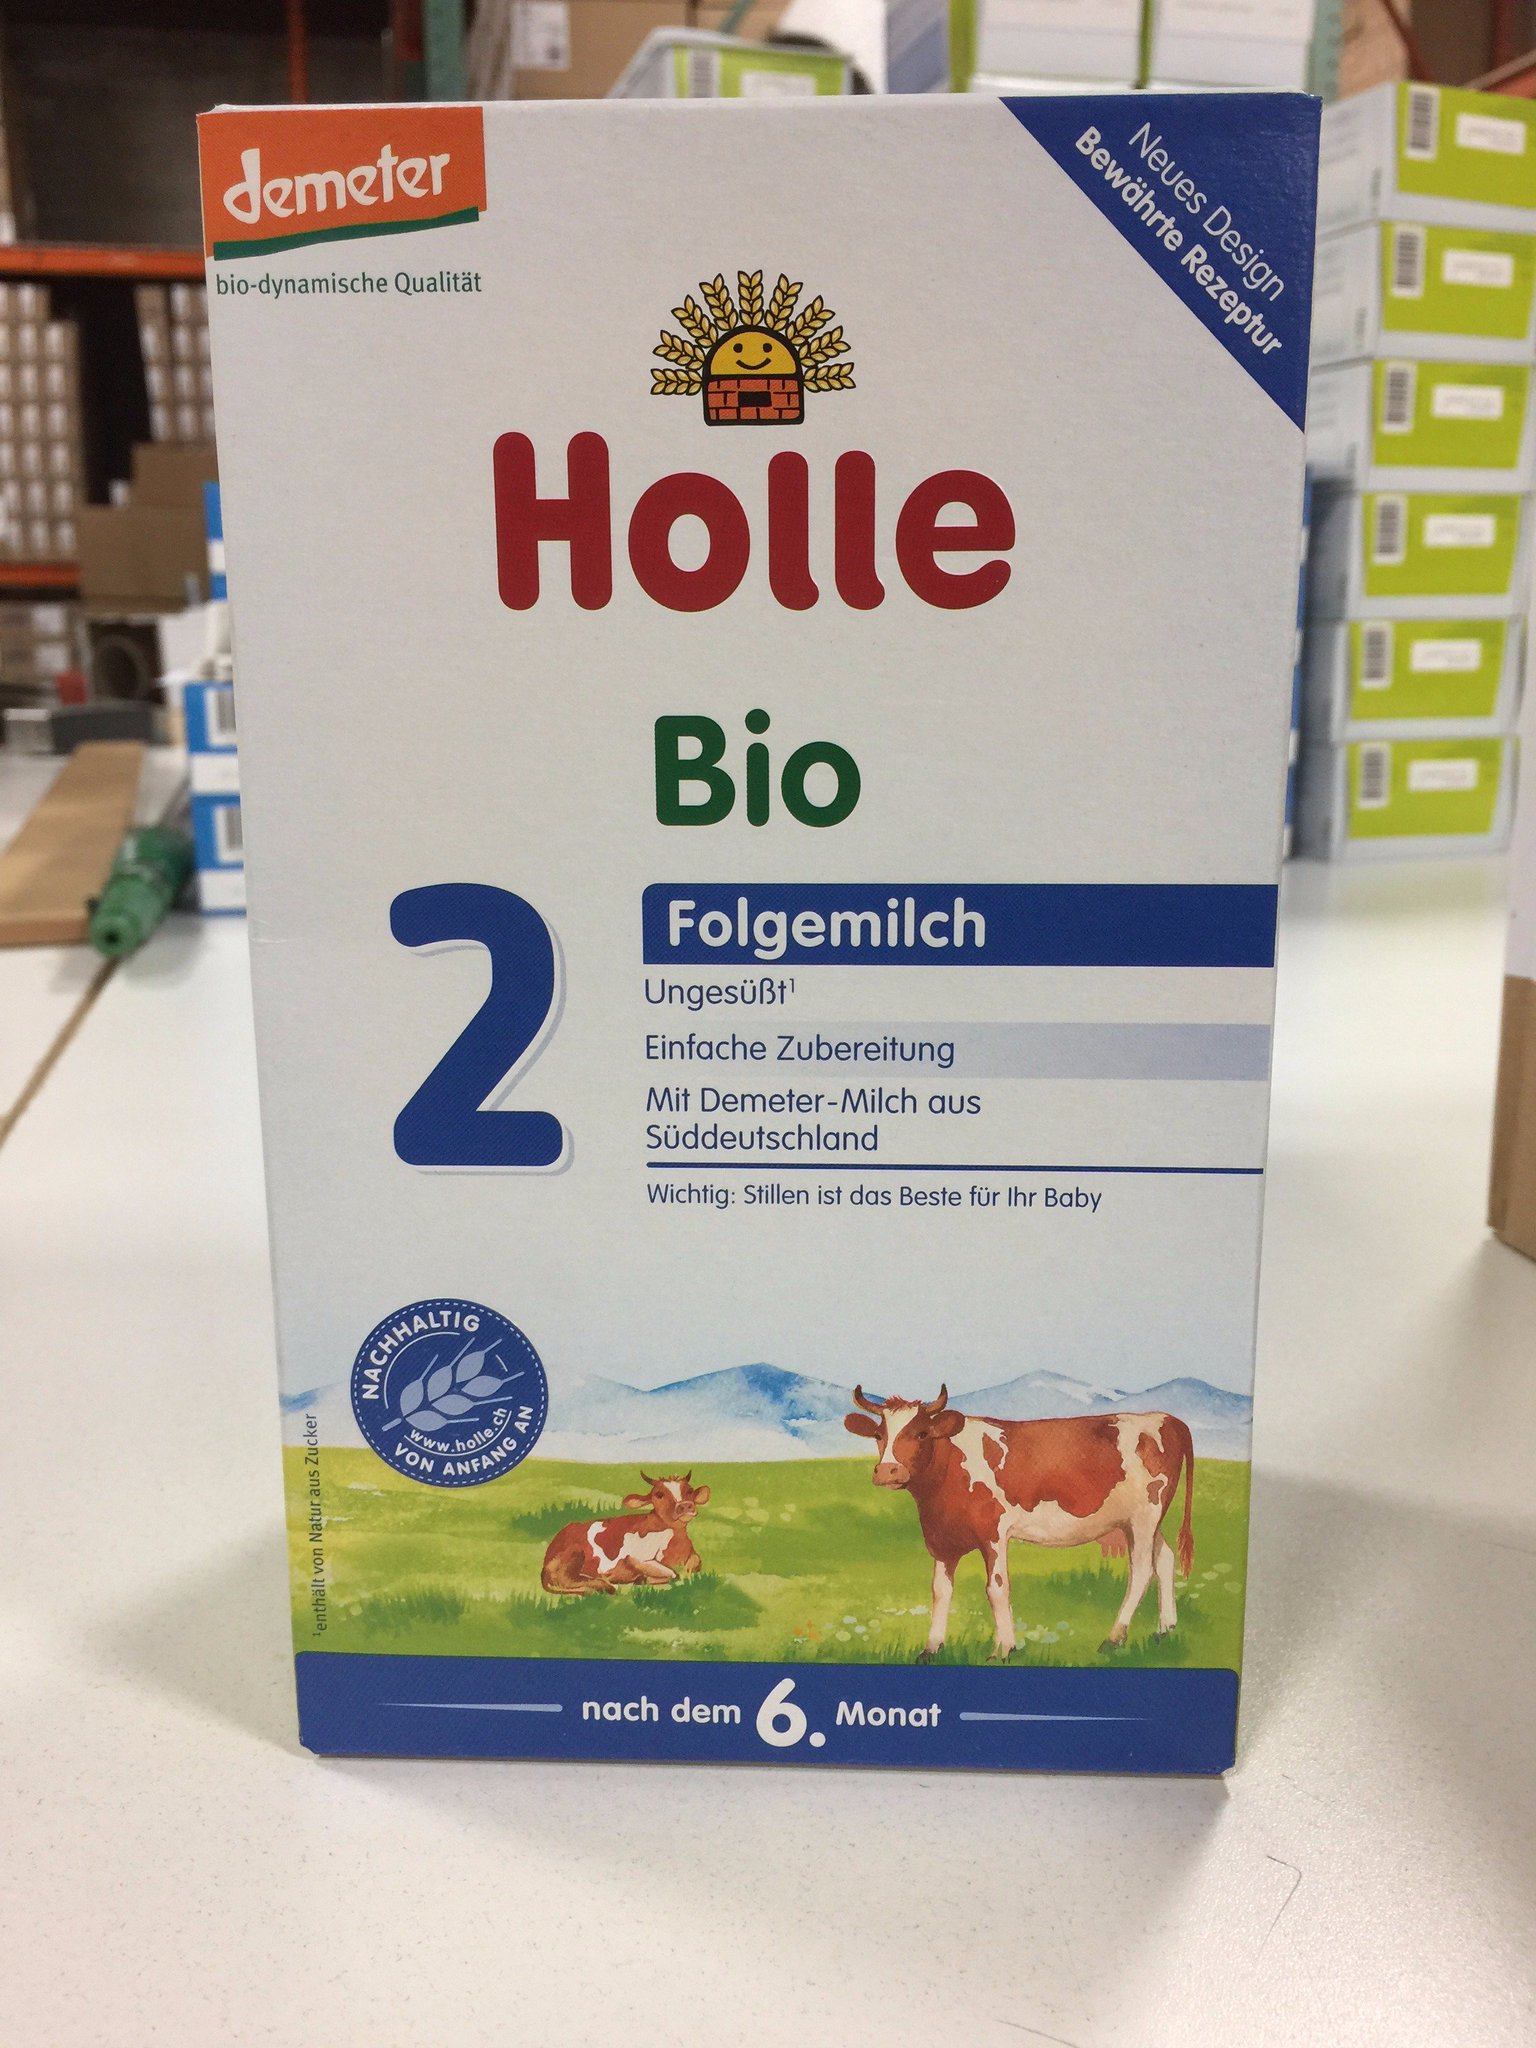 demeter
bio-dynamische Qualität
Neues Design
Bewährte Rezeptur
Holle
Bio
2
Folgemilch
Ungesüßt¹
Einfache Zubereitung
Mit Demeter-Milch aus
Süddeutschland
Wichtig: Stillen ist das Beste für Ihr Baby
NACHHALTIG
www.holle.ch
VON ANFANG AN
¹enthält von Natur aus Zucker
nach dem 6. Monat